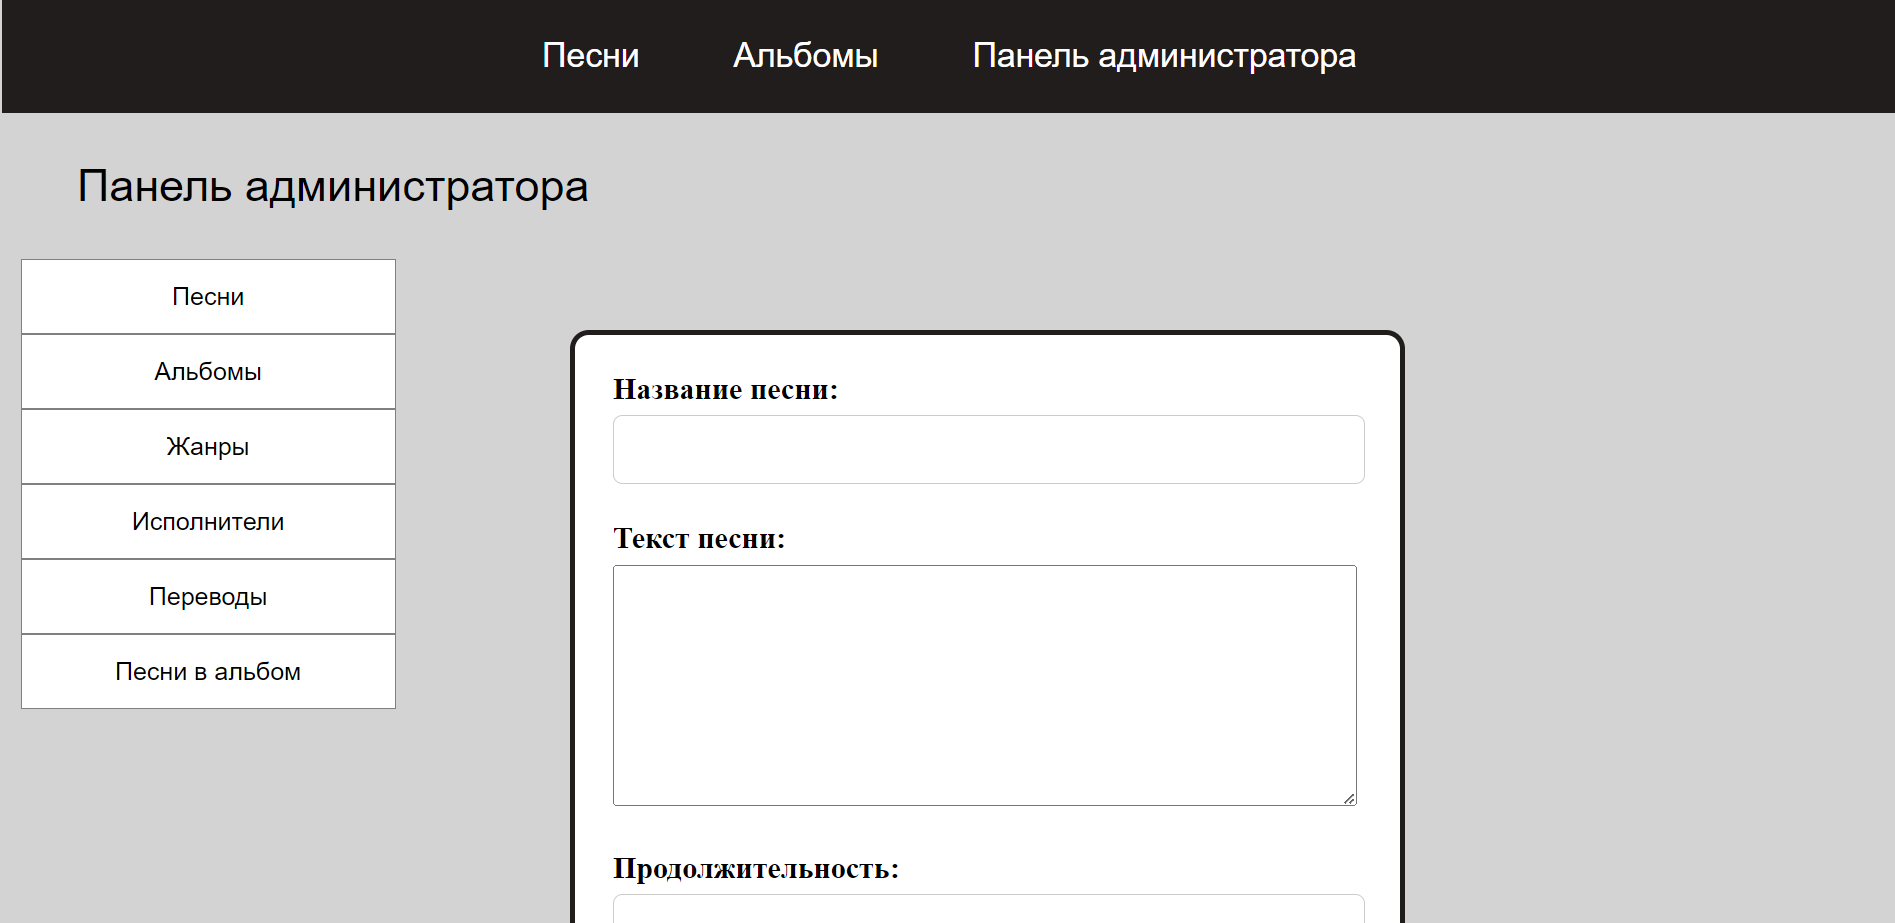 Песни Альбомы Панель администратора
Панель администратора
Песни
Альбомы
Жанры
Исполнители
Переводы
Песни в альбом
Название песни:
Текст песни:
Продолжительность: